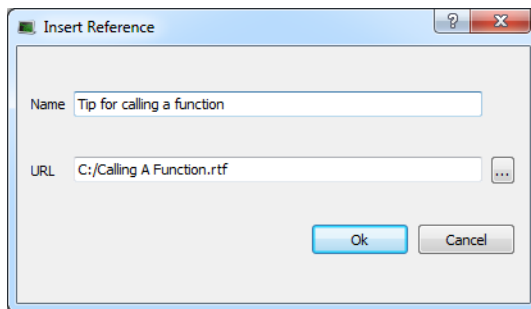 Insert Reference
Name Tip for calling a function
URL C:/Calling A Function.rtf ...
Ok Cancel